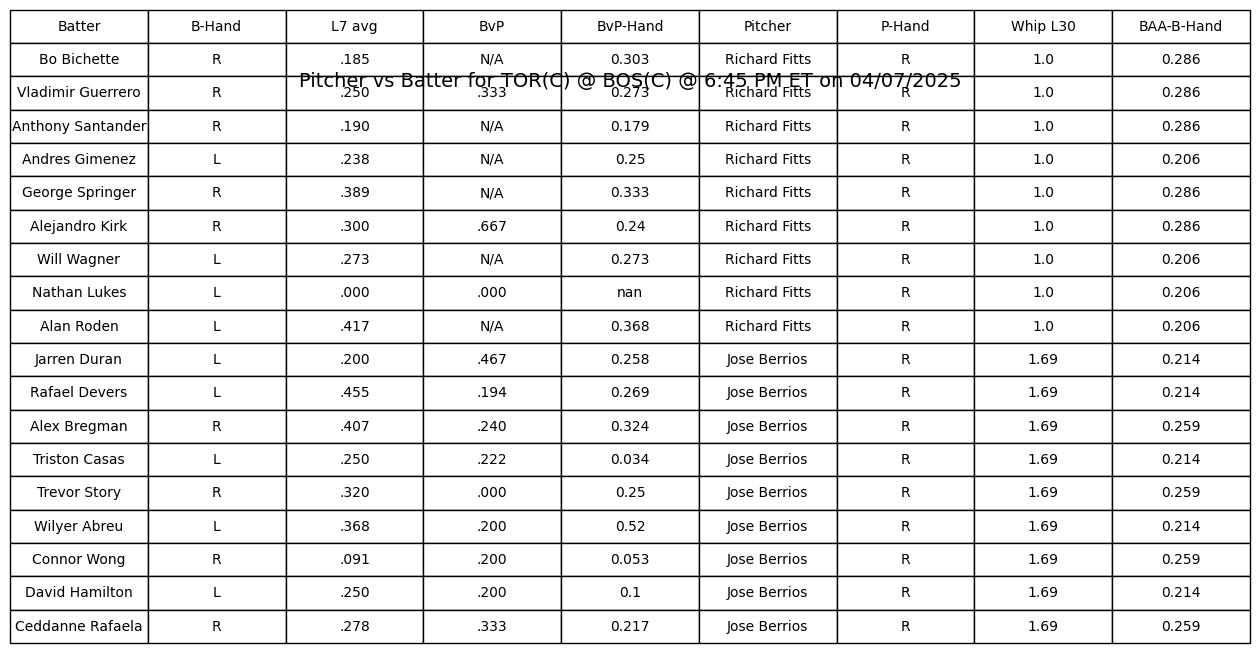 Batter B-Hand L7 avg BvP BvP-Hand Pitcher P-Hand Whip L30 BAA-B-Hand
Bo Bichette R .185 N/A 0.303 Richard Fitts R 1.0 0.286
Pitcher vs Batter for TOR(C) @ BOS(C) @ 6:45 PM ET on 04/07/2025
Vladimir Guerrero R .250 .333 0.273 Richard Fitts R 1.0 0.286
Anthony Santander R .190 N/A 0.179 Richard Fitts R 1.0 0.286
Andres Gimenez L .238 N/A 0.25 Richard Fitts R 1.0 0.206
George Springer R .389 N/A 0.333 Richard Fitts R 1.0 0.286
Alejandro Kirk R .300 .667 0.24 Richard Fitts R 1.0 0.286
Will Wagner L .273 N/A 0.273 Richard Fitts R 1.0 0.206
Nathan Lukes L .000 .000 nan Richard Fitts R 1.0 0.206
Alan Roden L .417 N/A 0.368 Richard Fitts R 1.0 0.206
Jarren Duran L .200 .467 0.258 Jose Berrios R 1.69 0.214
Rafael Devers L .455 .194 0.269 Jose Berrios R 1.69 0.214
Alex Bregman R .407 .240 0.324 Jose Berrios R 1.69 0.259
Triston Casas L .250 .222 0.034 Jose Berrios R 1.69 0.214
Trevor Story R .320 .000 0.25 Jose Berrios R 1.69 0.259
Wilyer Abreu L .368 .200 0.52 Jose Berrios R 1.69 0.214
Connor Wong R .091 .200 0.053 Jose Berrios R 1.69 0.259
David Hamilton L .250 .200 0.1 Jose Berrios R 1.69 0.214
Ceddanne Rafaela R .278 .333 0.217 Jose Berrios R 1.69 0.259